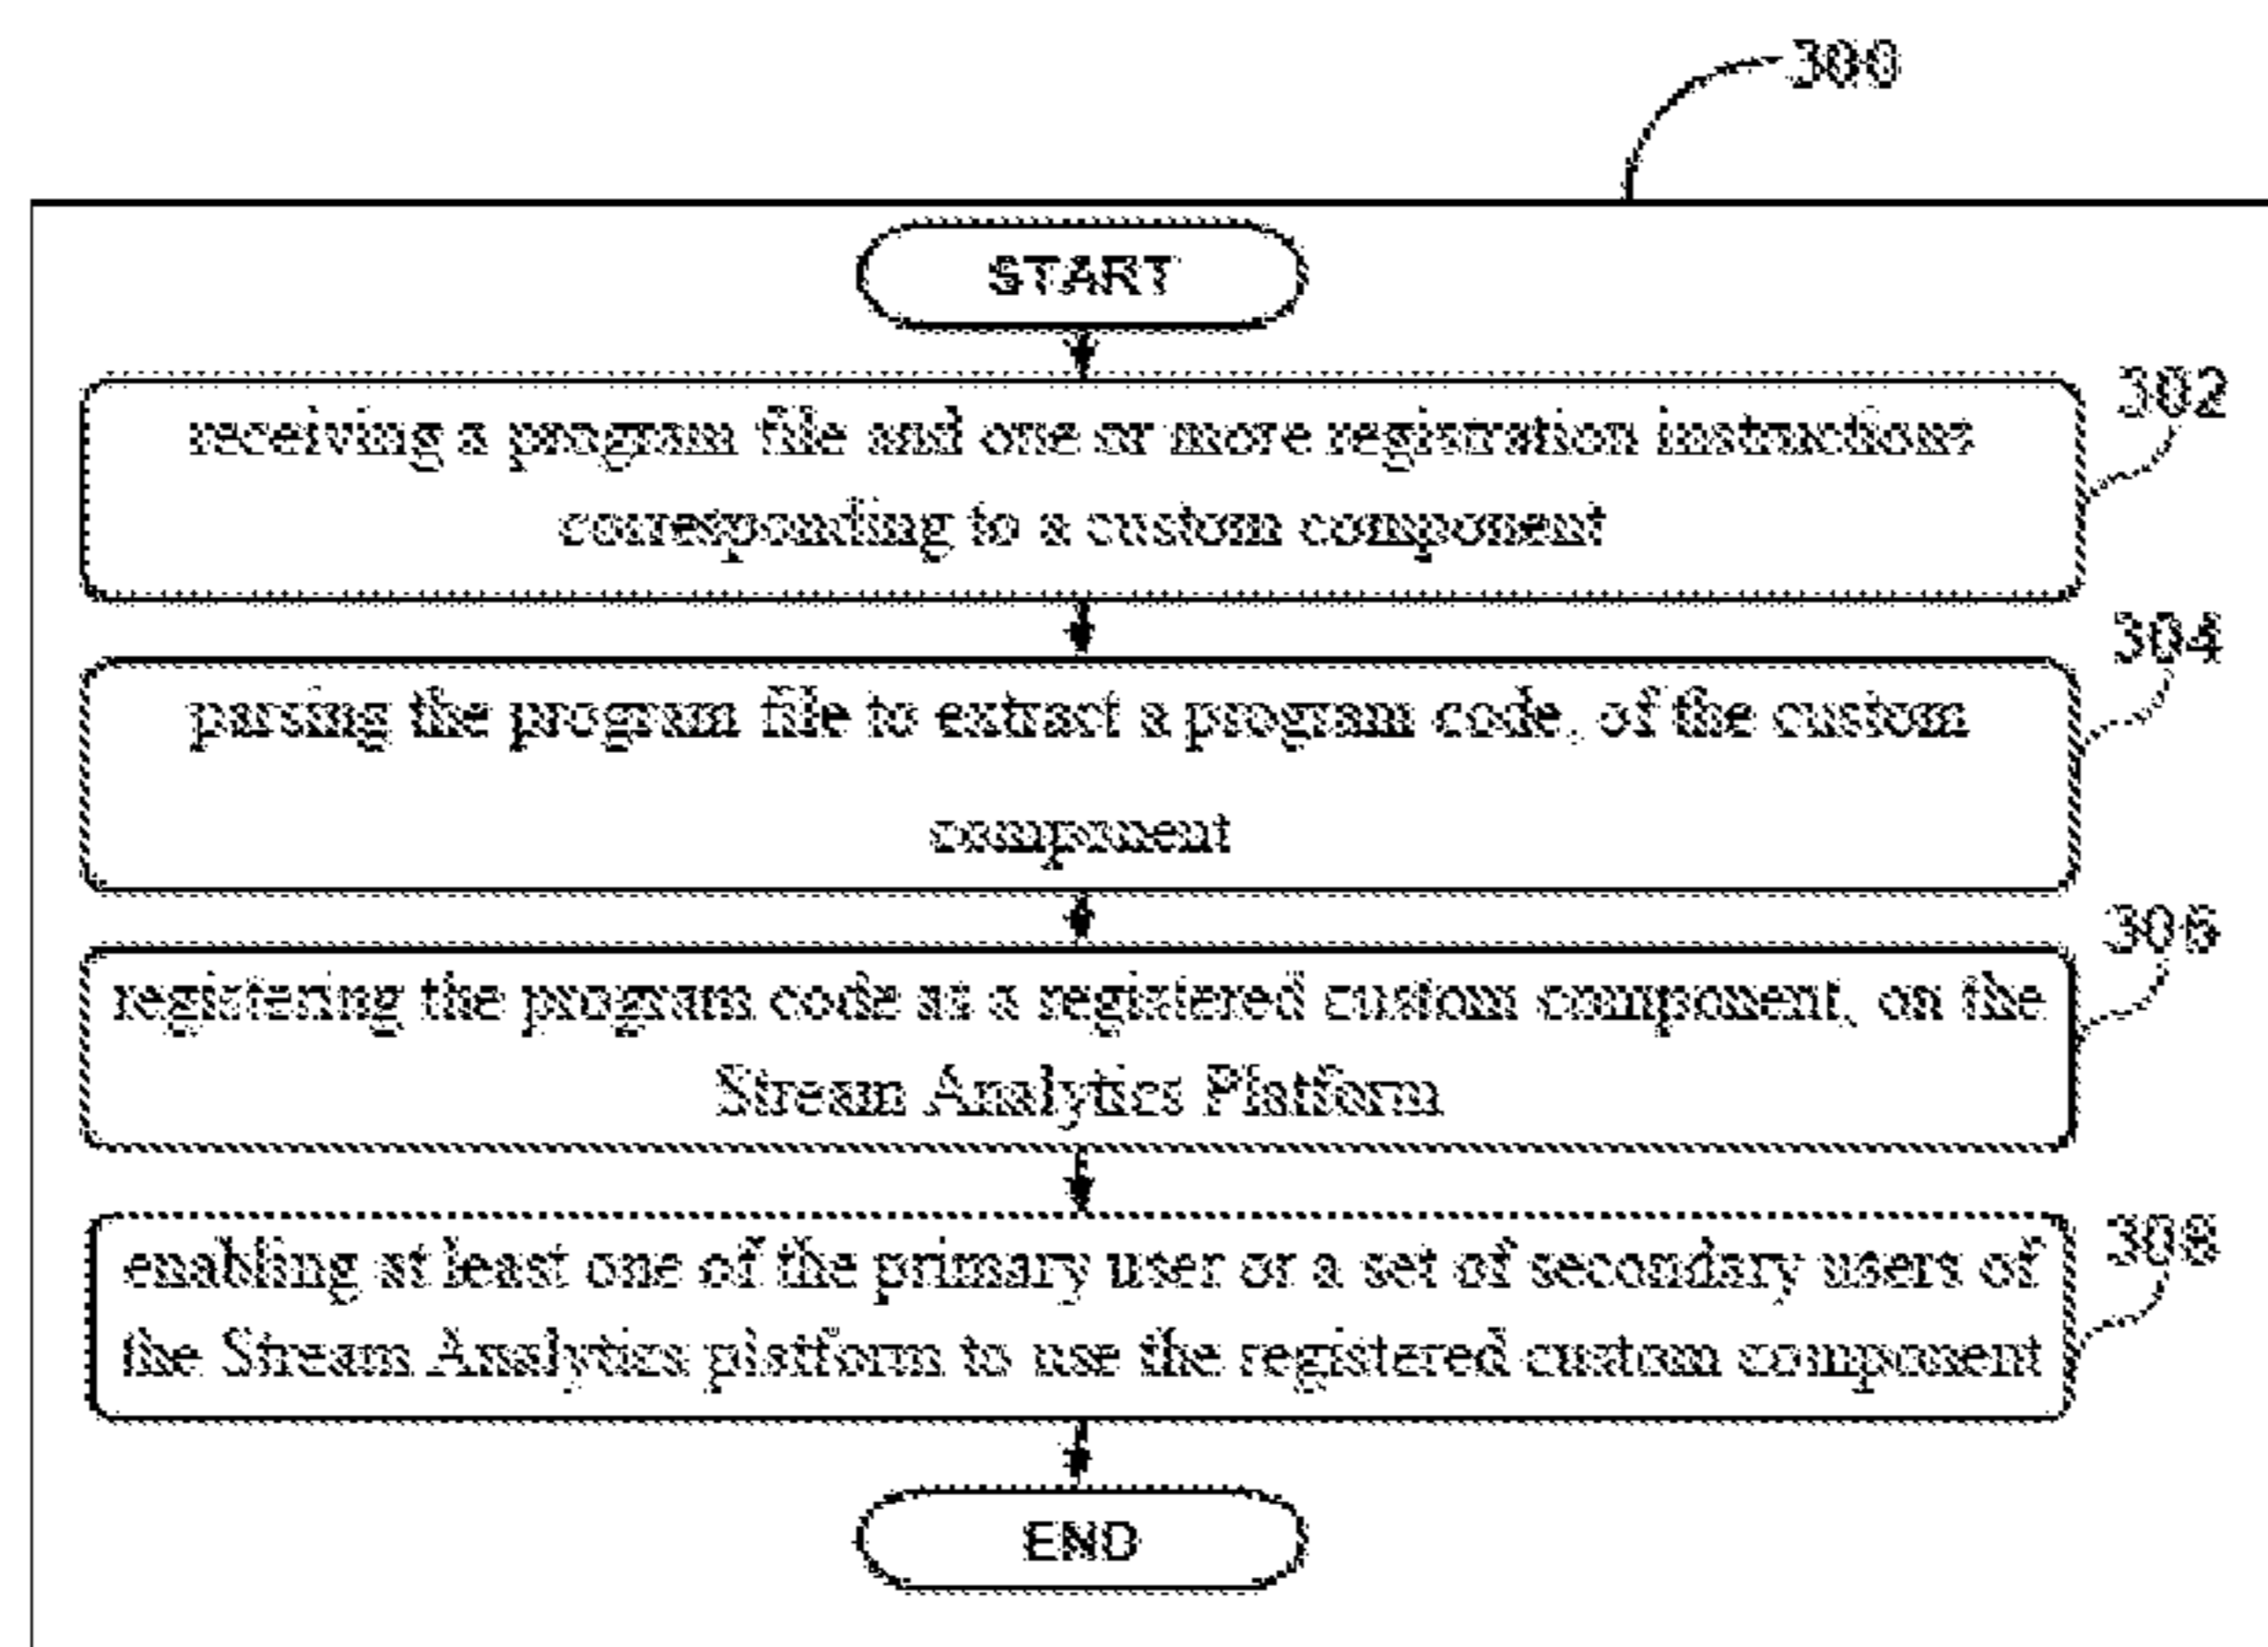 300
START
302
receiving a program file and one or more registration instructions
corresponding to a custom component
304
parsing the program file to extract a program code, of the custom
component
306
registering the program code as a registered custom component, on the
Stream Analytics Platform
308
enabling at least one of the primary user or a set of secondary users of
the Stream Analytics platform to use the registered custom component
END